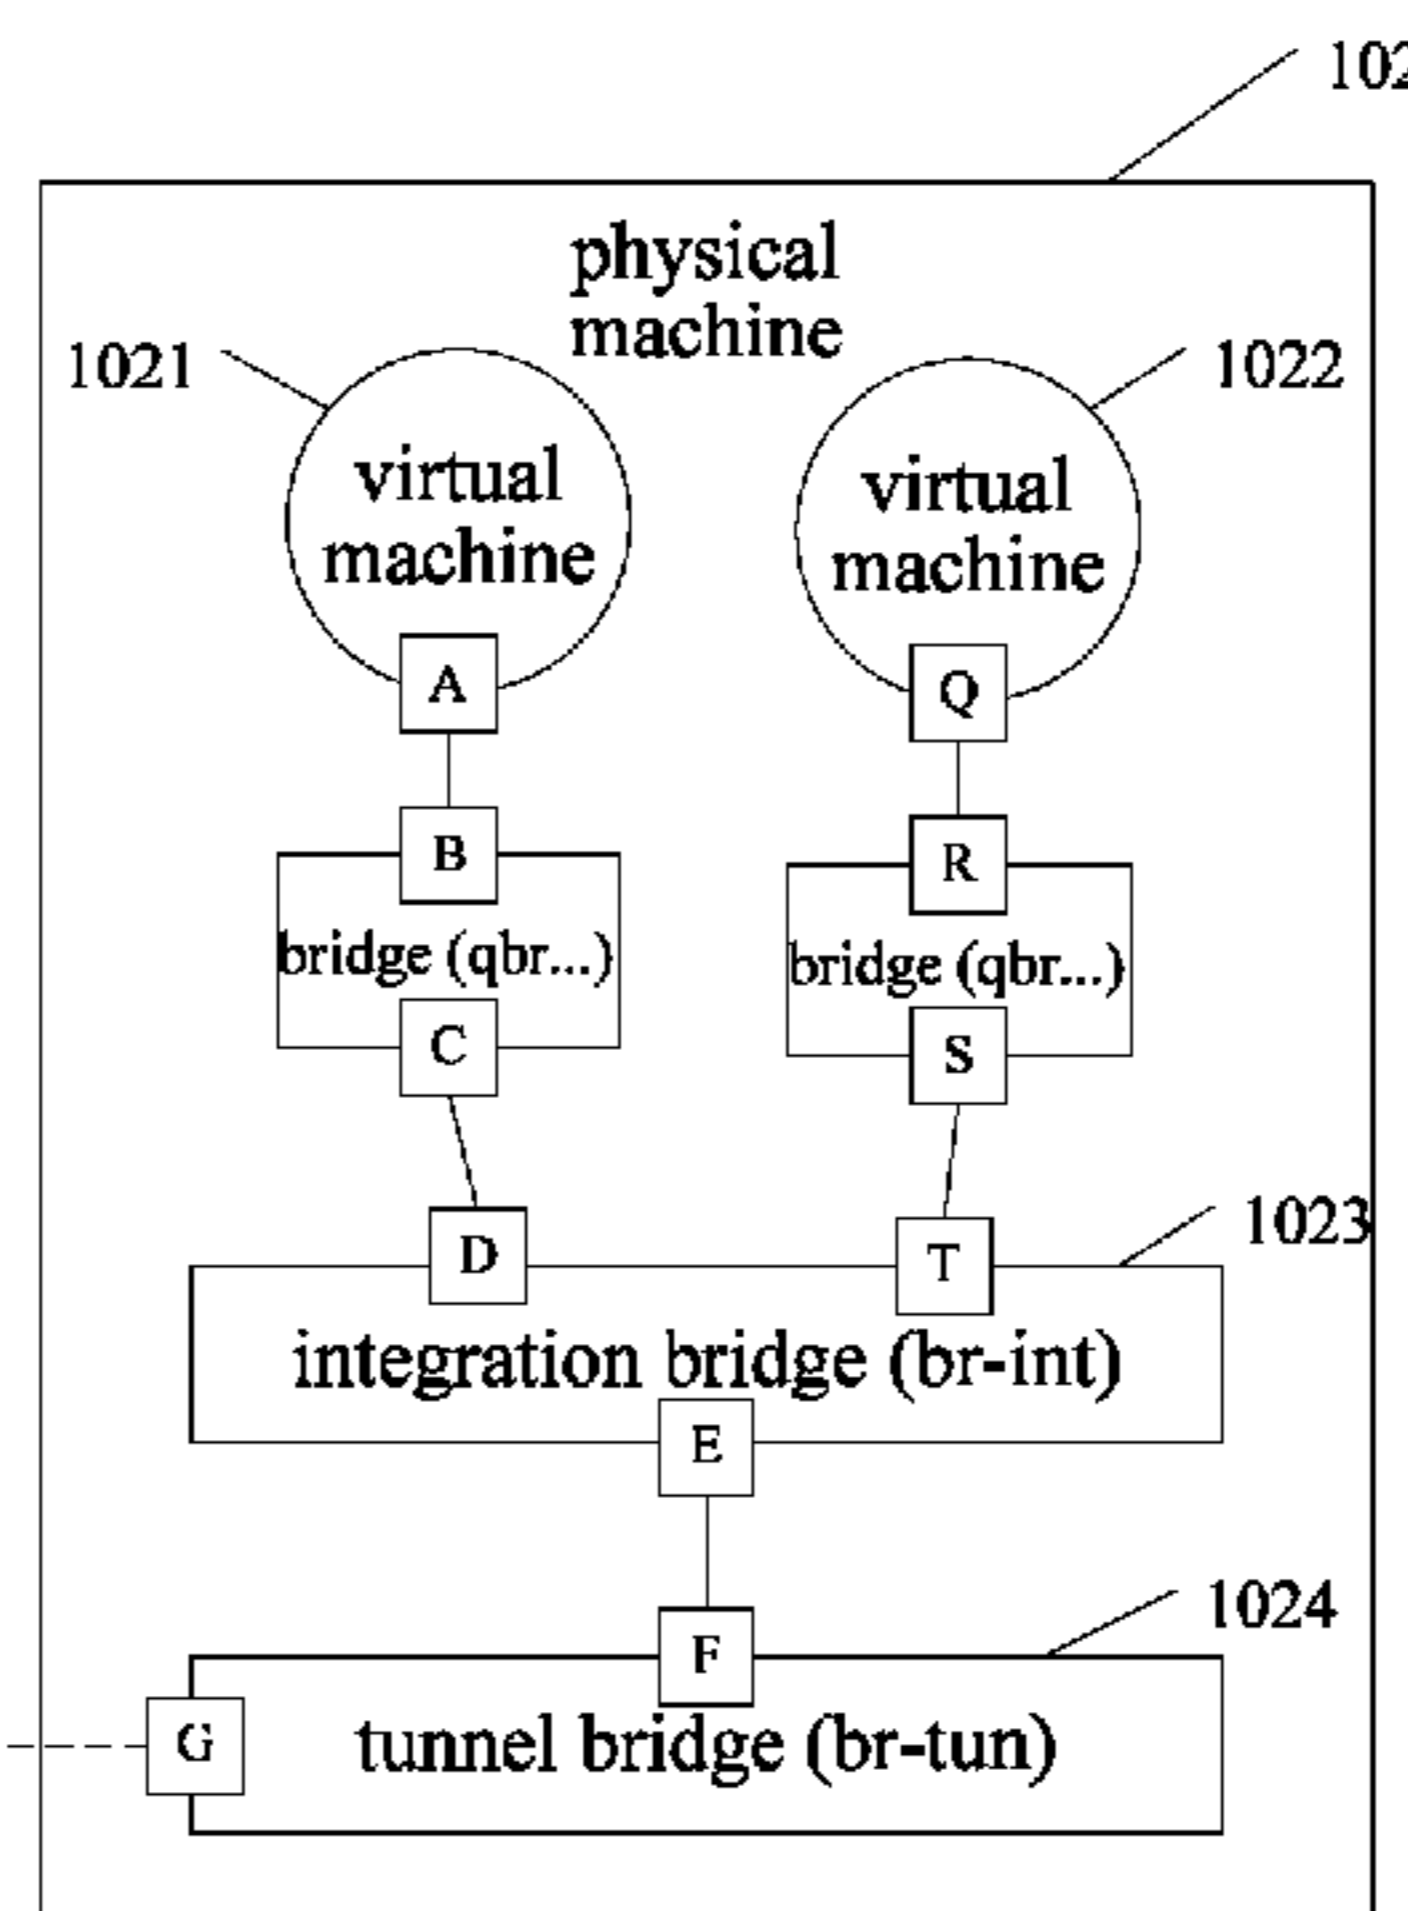 102
physical
machine
1021
1022
virtual
machine
virtual
machine
A
Q
B
R
bridge (qbr...)
bridge (qbr...)
C
S
1023
D
T
integration bridge (br-int)
E
1024
F
G
tunnel bridge (br-tun)